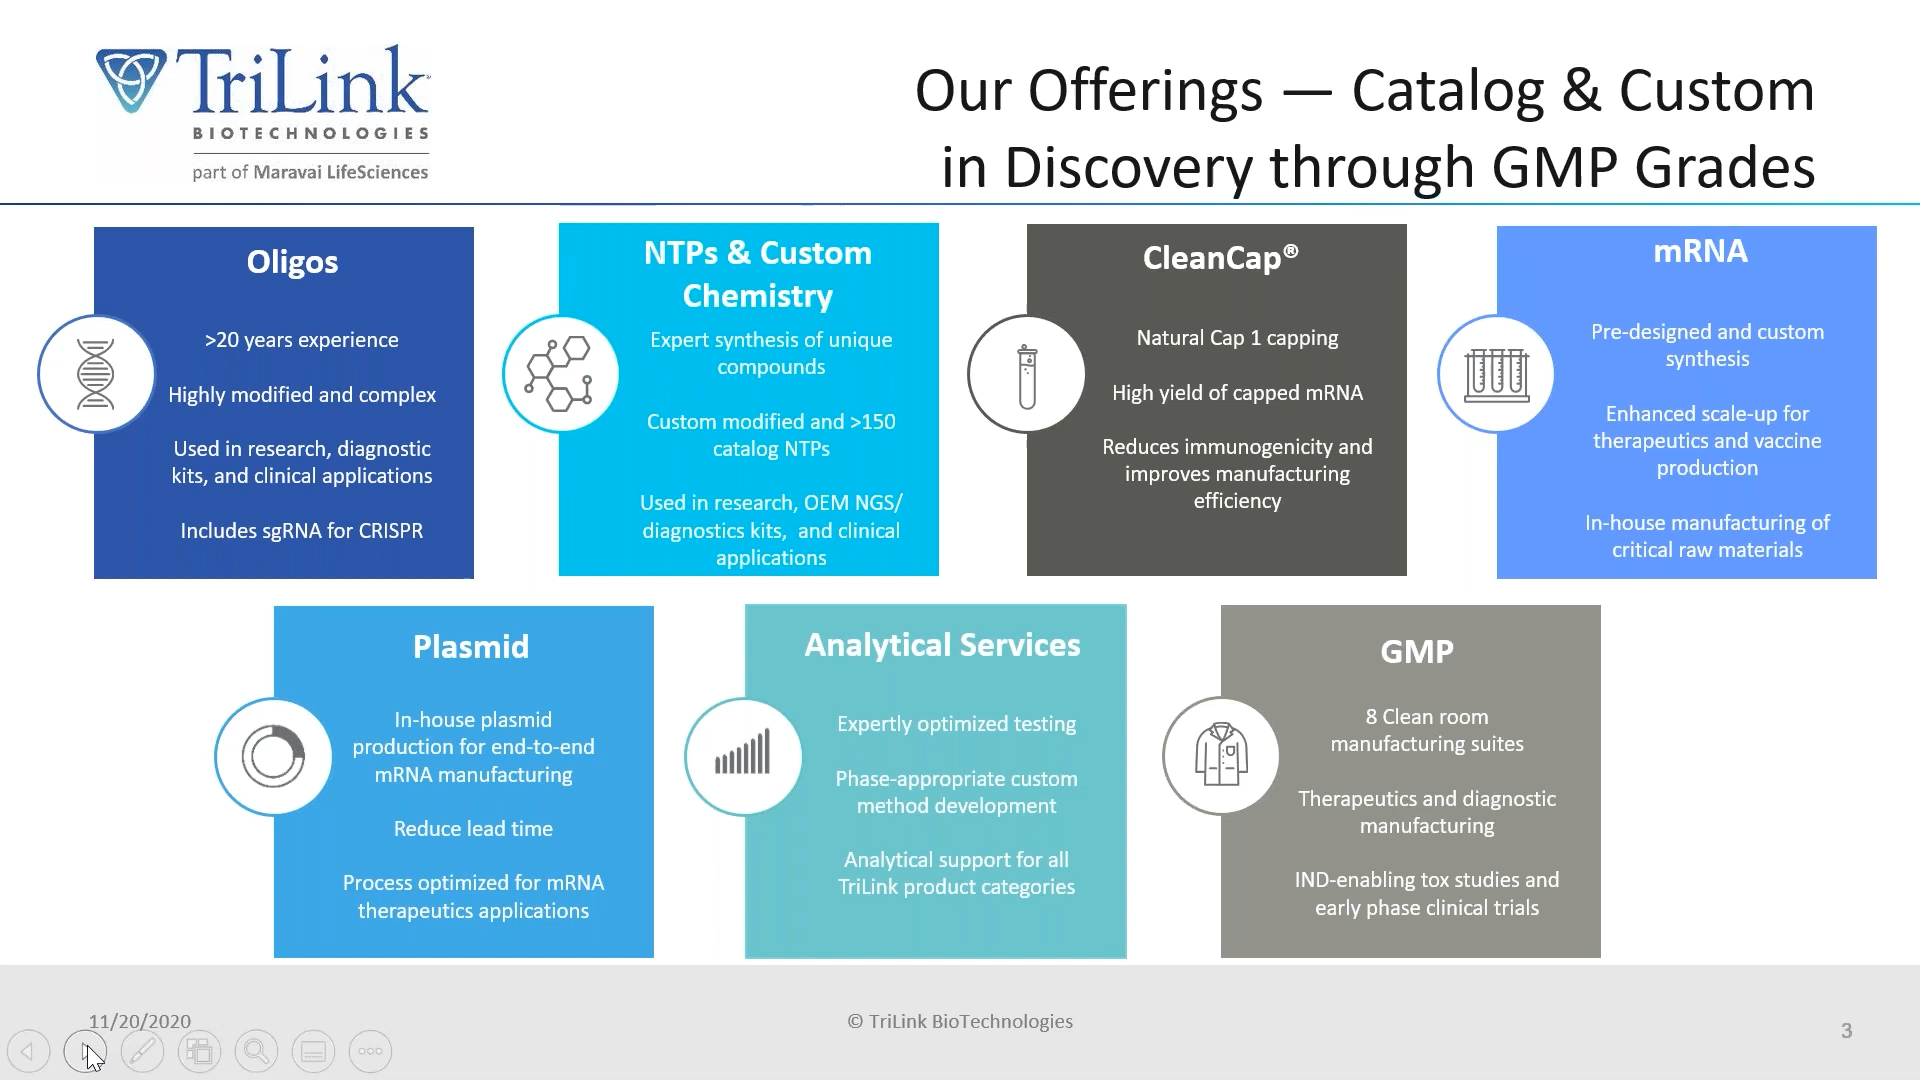 TriLink
BIOTECHNOLOGIES
part of Maravai LifeSciences
Our Offerings — Catalog & Custom
in Discovery through GMP Grades
Oligos
>20 years experience
Highly modified and complex
Used in research, diagnostic
kits, and clinical applications
Includes sgRNA for CRISPR
NTPs & Custom
Chemistry
Expert synthesis of unique
compounds
Custom modified and >150
catalog NTPs
Used in research, OEM NGS/
diagnostics kits, and clinical
applications
CleanCap®
Natural Cap 1 capping
High yield of capped mRNA
Reduces immunogenicity and
improves manufacturing
efficiency
mRNA
Pre-designed and custom
synthesis
Enhanced scale-up for
therapeutics and vaccine
production
In-house manufacturing of
critical raw materials
Plasmid
In-house plasmid
production for end-to-end
mRNA manufacturing
Reduce lead time
Process optimized for mRNA
therapeutics applications
Analytical Services
Expertly optimized testing
Phase-appropriate custom
method development
Analytical support for all
TriLink product categories
GMP
8 Clean room
manufacturing suites
Therapeutics and diagnostic
manufacturing
IND-enabling tox studies and
early phase clinical trials
11/20/2020
© TriLink BioTechnologies
3